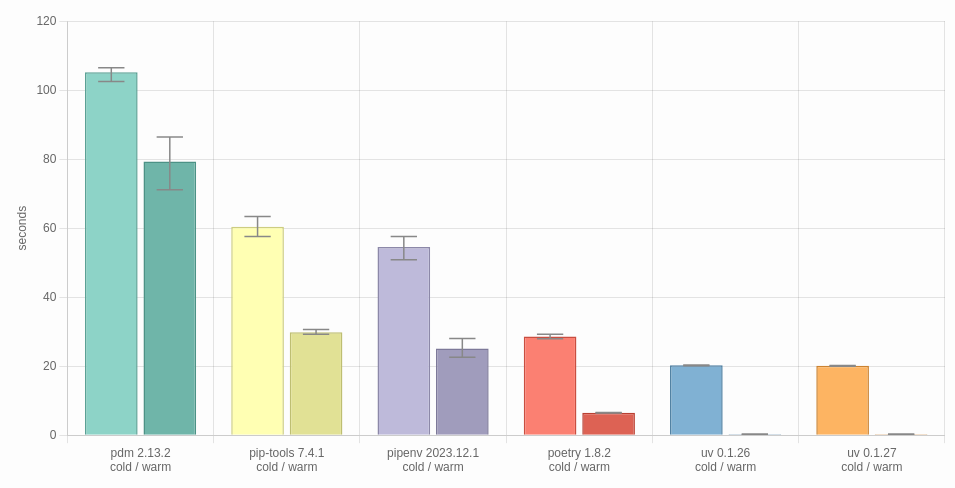 120
100
80
60
40
20
0
seconds
pdm 2.13.2
cold / warm
pip-tools 7.4.1
cold / warm
pipenv 2023.12.1
cold / warm
poetry 1.8.2
cold / warm
uv 0.1.26
cold / warm
uv 0.1.27
cold / warm